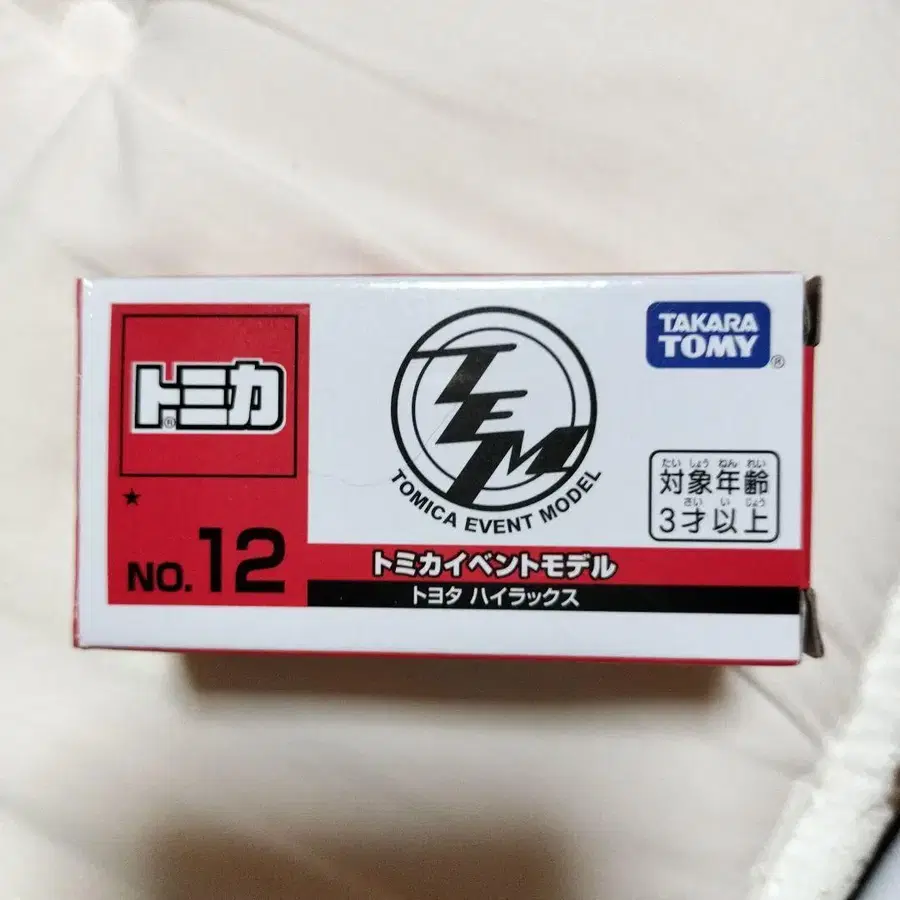 トミカ®
★
NO.12
TEM
TOMICA EVENT MODEL
TAKARA
TOMY®
たい しょう ねん れい
対象年齢
さい い じょう
3才以上
トミカイベントモデル
トヨタ ハイラックス